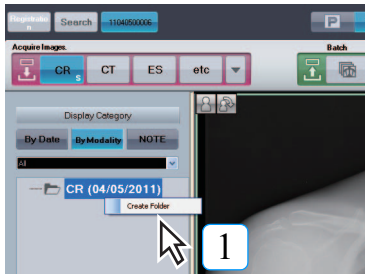 Registration
Search
11040500006
P
Acquire Images.
Batch
CR S
CT
ES
etc
Display Category
By Date
By Modality
NOTE
All
CR (04/05/2011)
Create Folder
1